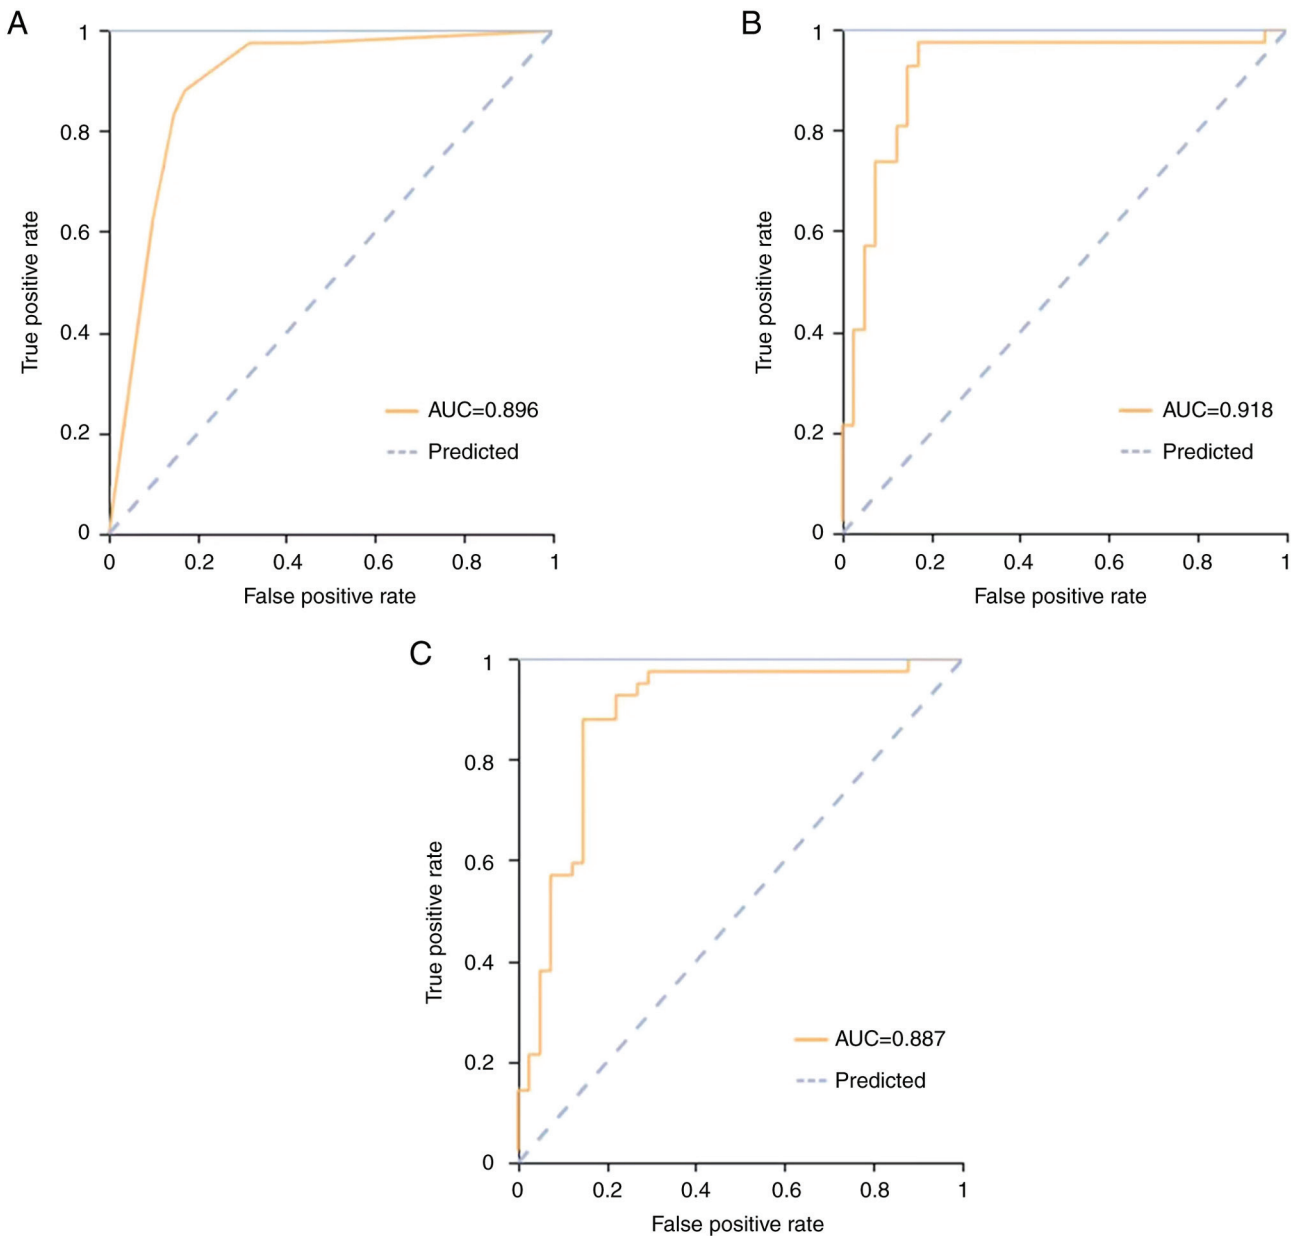 A
1
0.8
0.6
0.4
0.2
0
True positive rate
AUC=0.896
Predicted
0 0.2 0.4 0.6 0.8 1
False positive rate
B
1
0.8
0.6
0.4
0.2
0
True positive rate
AUC=0.918
Predicted
0 0.2 0.4 0.6 0.8 1
False positive rate
C
1
0.8
0.6
0.4
0.2
0
True positive rate
AUC=0.887
Predicted
0 0.2 0.4 0.6 0.8 1
False positive rate